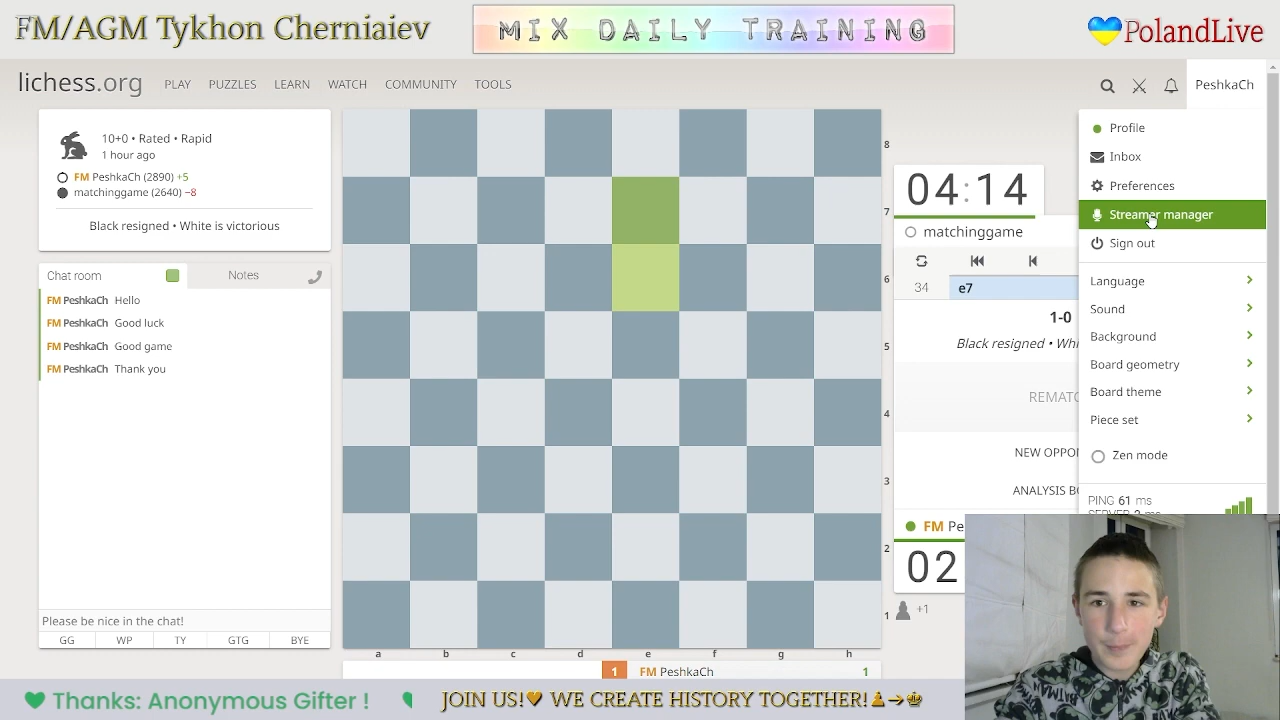 FM/AGM Tykhon Cherniaiev
MIX DAILY TRAINING
PolandLive
lichess.org PLAY PUZZLES LEARN WATCH COMMUNITY TOOLS PeshkaCh
10+0 • Rated • Rapid
1 hour ago
FM PeshkaCh (2890) +5
matchinggame (2640) −8
Black resigned • White is victorious
Chat room Notes
FM PeshkaCh Hello
FM PeshkaCh Good luck
FM PeshkaCh Good game
FM PeshkaCh Thank you
Please be nice in the chat!
GG WP TY GTG BYE
8
7
6
5
4
3
2
1
a b c d e f g h
1 FM PeshkaCh 1
04:14
matchinggame
34 e7
1-0
Black resigned • Whi
REMATC
NEW OPPO
ANALYSIS BO
FM Pe
02
+1
Profile
Inbox
Preferences
Streamer manager
Sign out
Language
Sound
Background
Board geometry
Board theme
Piece set
Zen mode
PING 61 ms
BATMAN
Thanks: Anonymous Gifter !
JOIN US!🧡 WE CREATE HISTORY TOGETHER!♟→♚